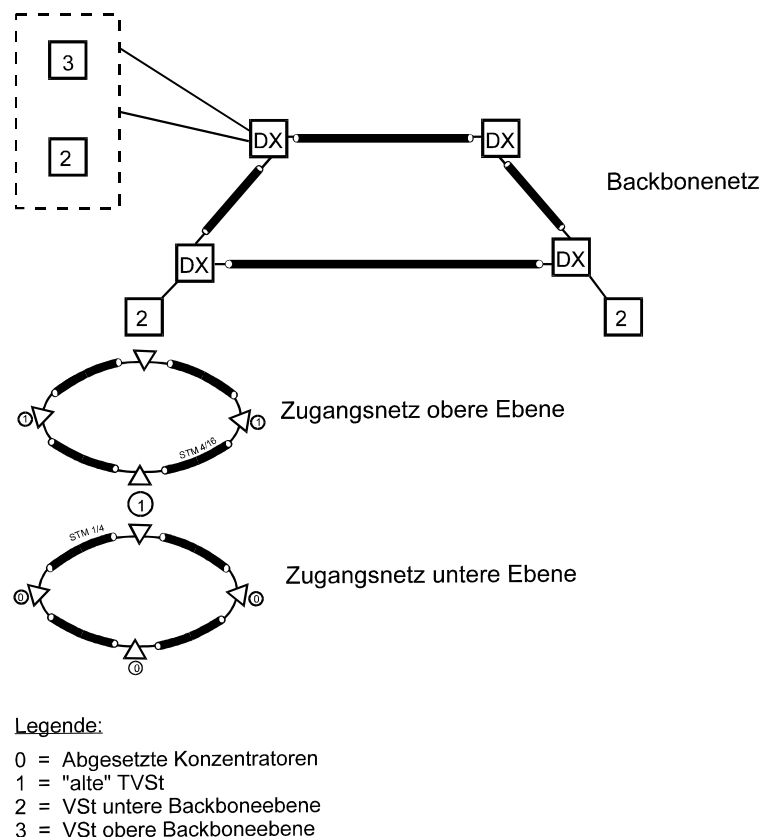 3
2
DX
DX
Backbonenetz
DX
DX
2
2
1
1
Zugangsnetz obere Ebene
STM 4/16
1
STM 1/4
Zugangsnetz untere Ebene
0
0
0
Legende:
0 = Abgesetzte Konzentratoren
1 = "alte" TVSt
2 = VSt untere Backboneebene
3 = VSt obere Backboneebene